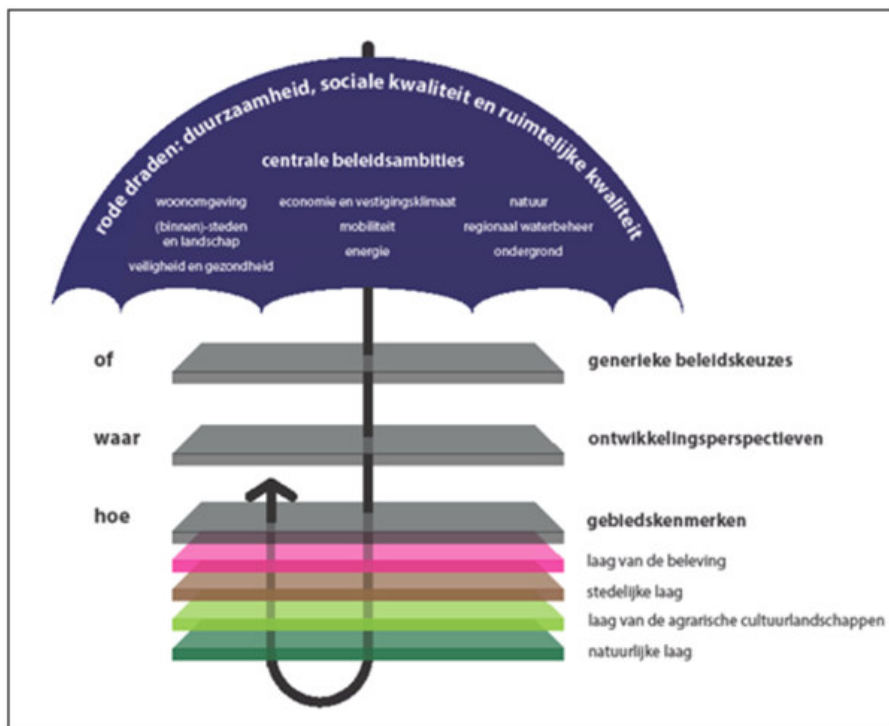 rode draden: duurzaamheid, sociale kwaliteit en ruimtelijke kwaliteit
centrale beleidsambities
woonomgeving
(binnen)-steden
en landschap
veiligheid en gezondheid
economie en vestigingsklimaat
mobiliteit
energie
natuur
regionaal waterbeheer
ondergrond
of
generieke beleidskeuzes
waar
ontwikkelingsperspectieven
hoe
gebiedskenmerken
laag van de beleving
stedelijke laag
laag van de agrarische cultuurlandschappen
natuurlijke laag